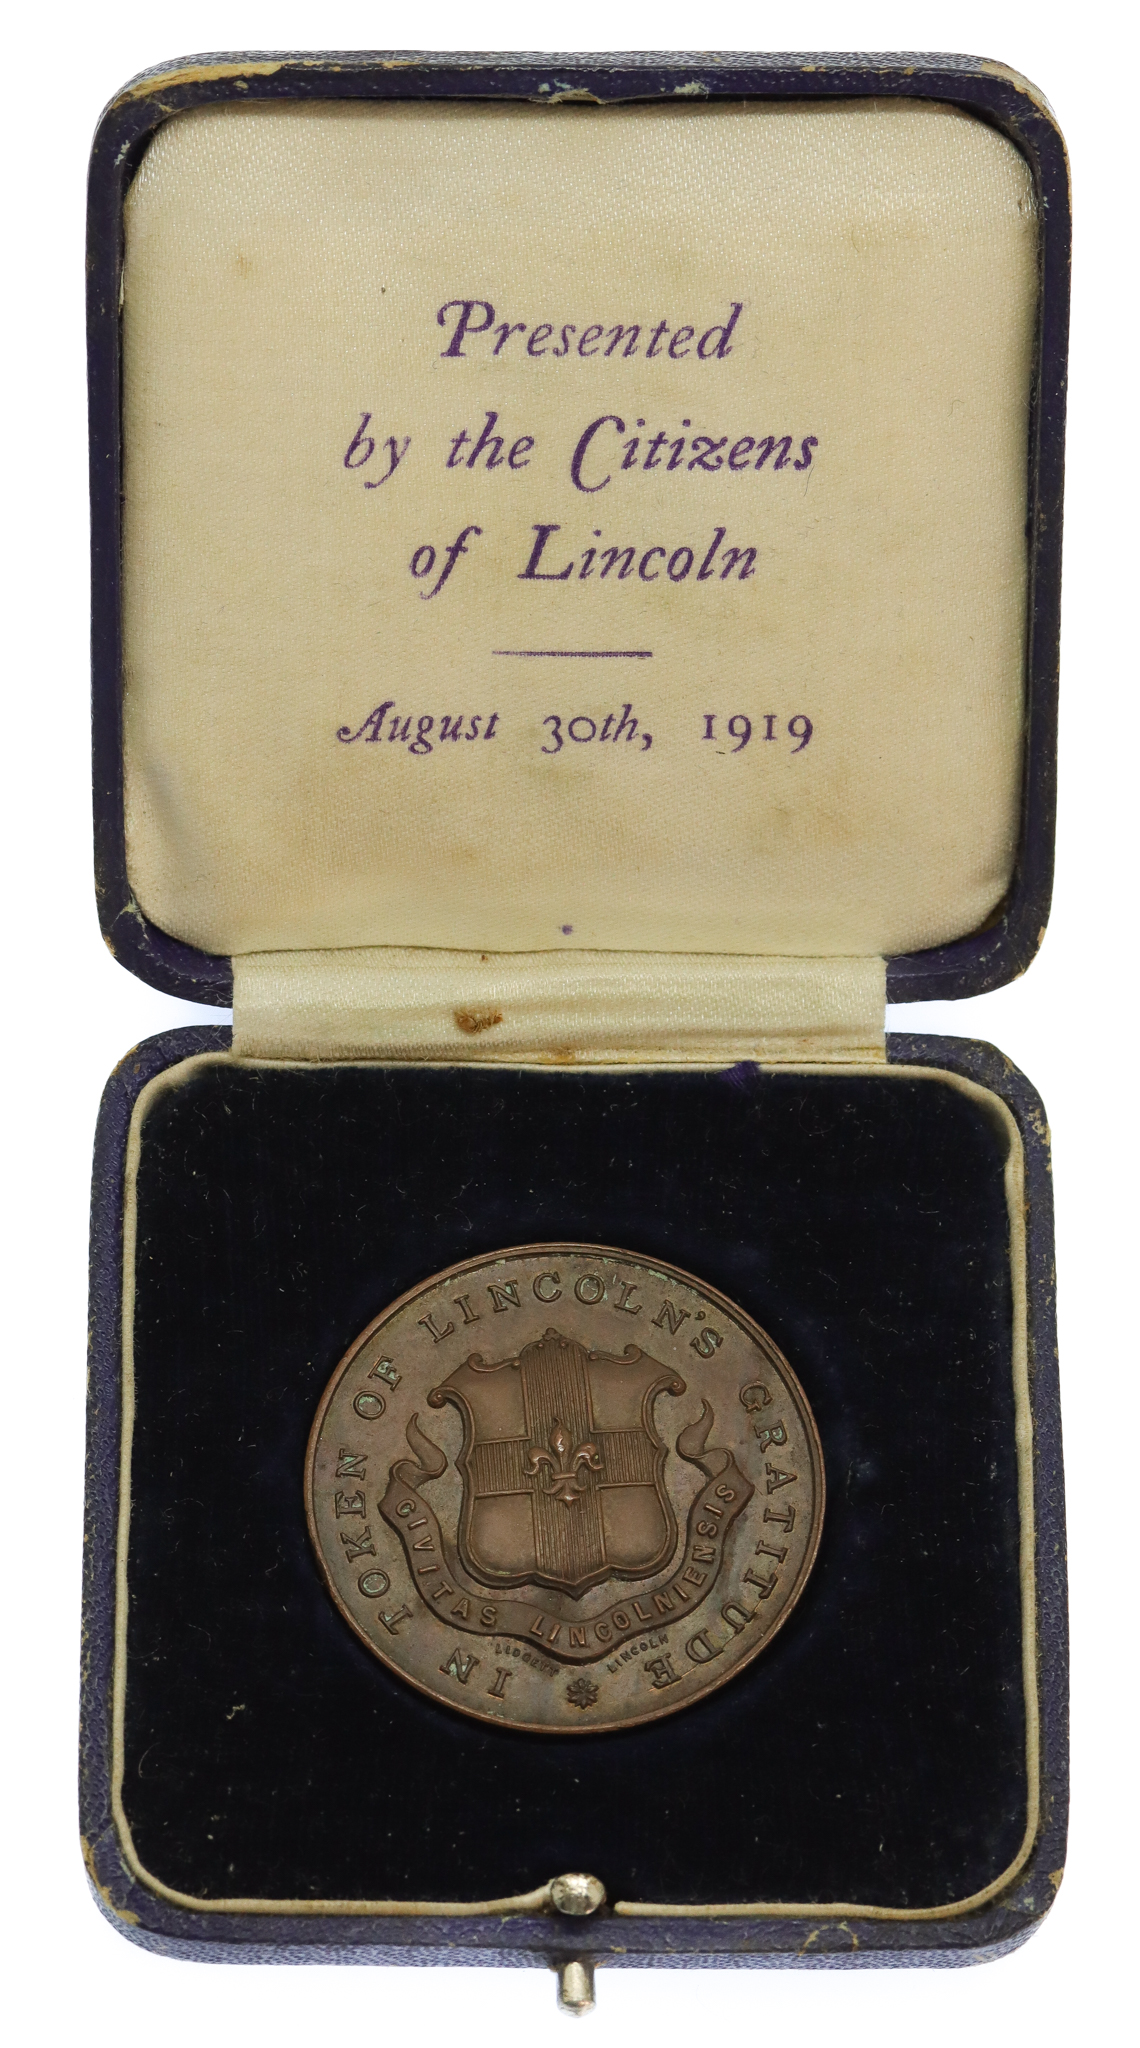 Presented
by the Citizens
of Lincoln
August 30th, 1919
IN TOKEN OF LINCOLN'S GRATITUDE
CIVITAS LINCOLNIENSIS
LINCOLN